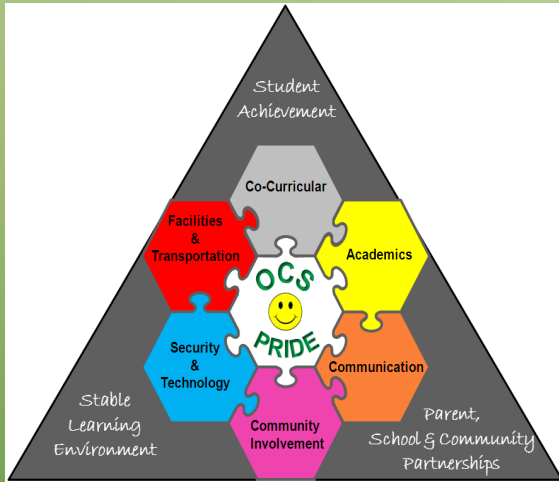 Student
Achievement
Co-Curricular
Facilities
&
Transportation
Academics
OCS
PRIDE
Security
&
Technology
Communication
Community
Involvement
Stable
Learning
Environment
Parent,
School & Community
Partnerships